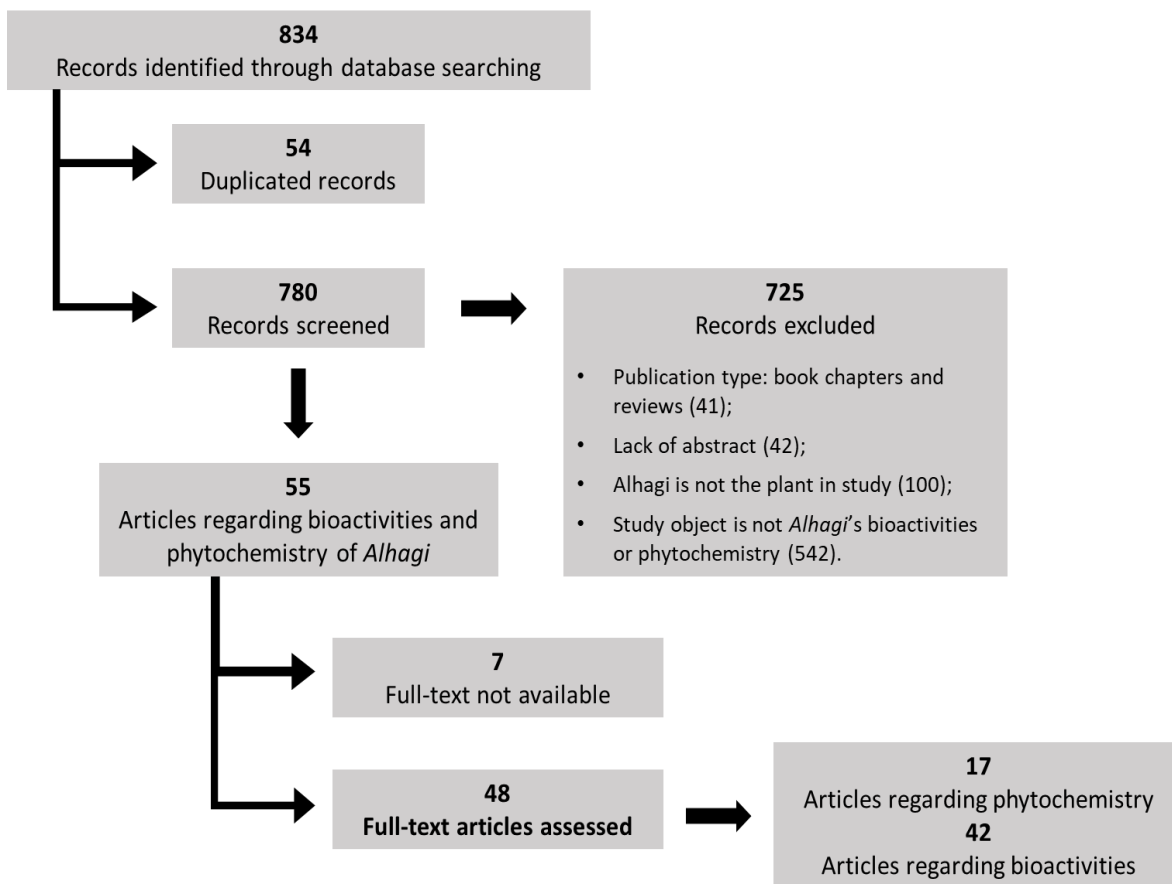 834
Records identified through database searching
54
Duplicated records
780
Records screened
725
Records excluded
• Publication type: book chapters and
reviews (41);
• Lack of abstract (42);
• Alhagi is not the plant in study (100);
• Study object is not Alhagi's bioactivities
or phytochemistry (542).
55
Articles regarding bioactivities and
phytochemistry of Alhagi
7
Full-text not available
48
Full-text articles assessed
17
Articles regarding phytochemistry
42
Articles regarding bioactivities